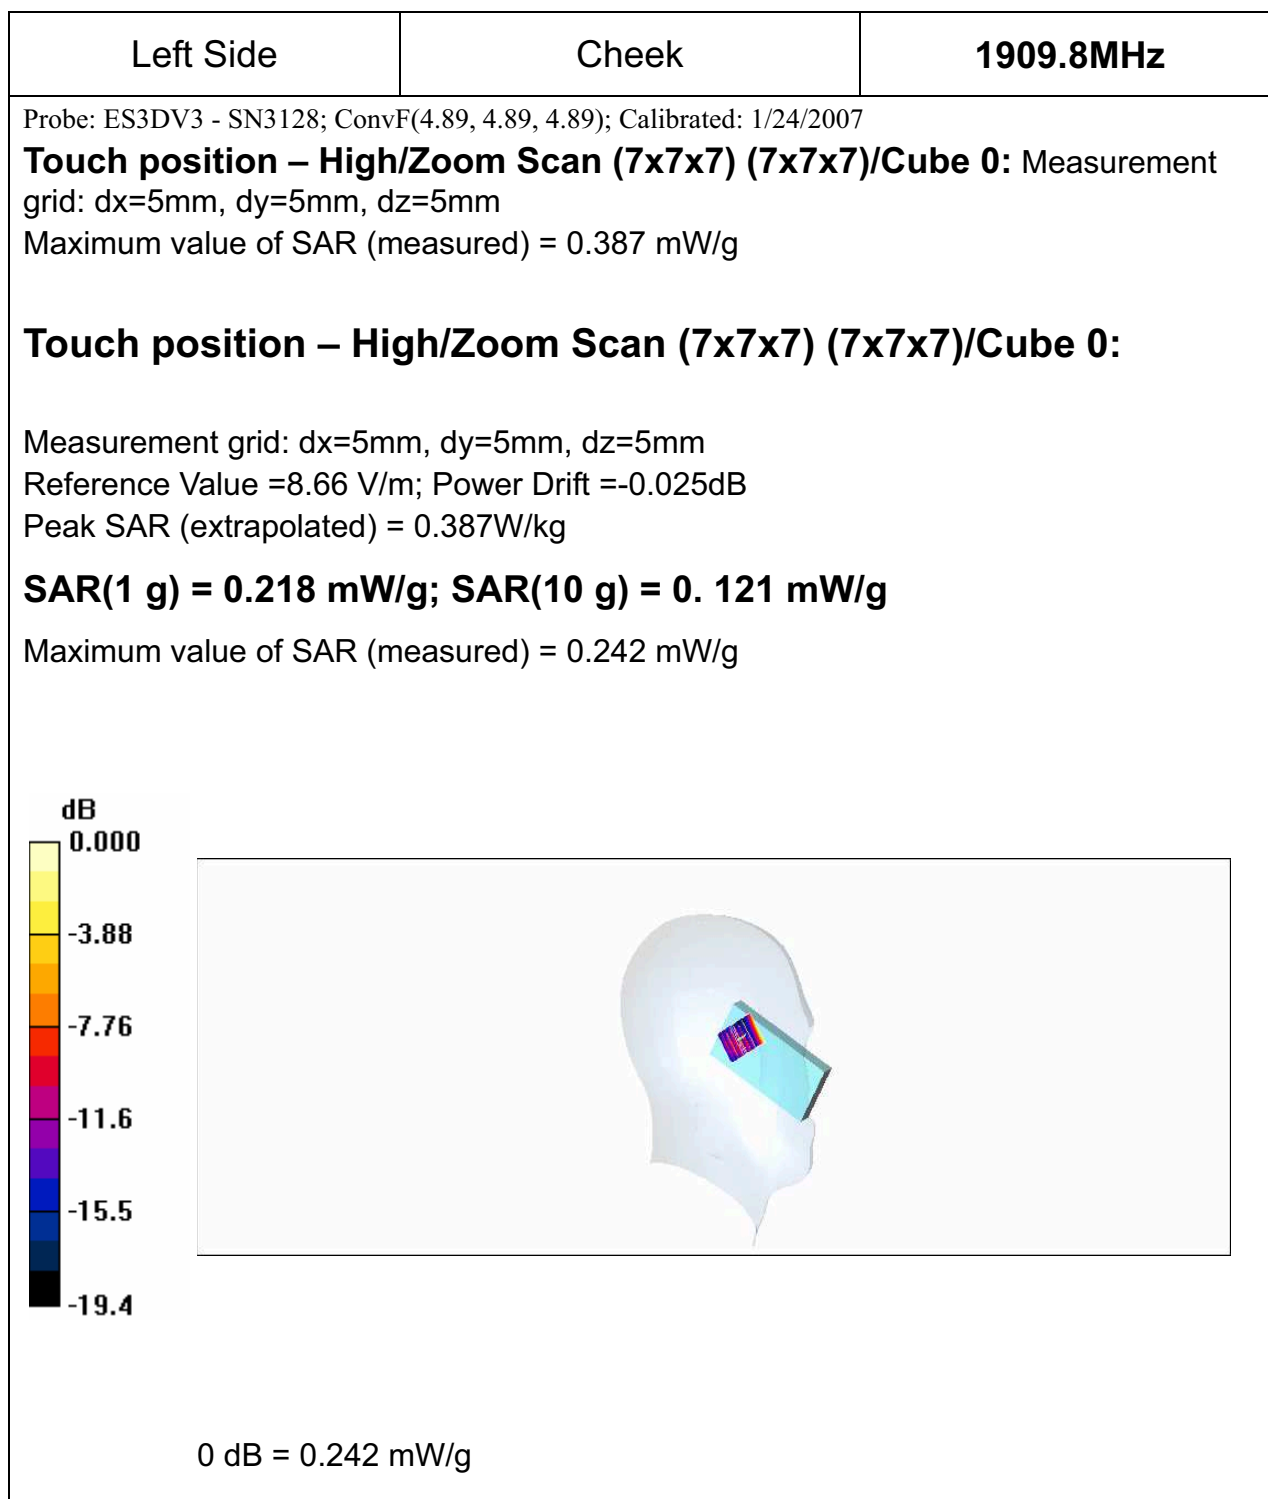 Left Side Cheek 1909.8MHz
Probe: ES3DV3 - SN3128; ConvF(4.89, 4.89, 4.89); Calibrated: 1/24/2007
Touch position – High/Zoom Scan (7x7x7) (7x7x7)/Cube 0: Measurement
grid: dx=5mm, dy=5mm, dz=5mm
Maximum value of SAR (measured) = 0.387 mW/g
Touch position – High/Zoom Scan (7x7x7) (7x7x7)/Cube 0:
Measurement grid: dx=5mm, dy=5mm, dz=5mm
Reference Value =8.66 V/m; Power Drift =-0.025dB
Peak SAR (extrapolated) = 0.387W/kg
SAR(1 g) = 0.218 mW/g; SAR(10 g) = 0. 121 mW/g
Maximum value of SAR (measured) = 0.242 mW/g
dB
0.000
-3.88
-7.76
-11.6
-15.5
-19.4
0 dB = 0.242 mW/g